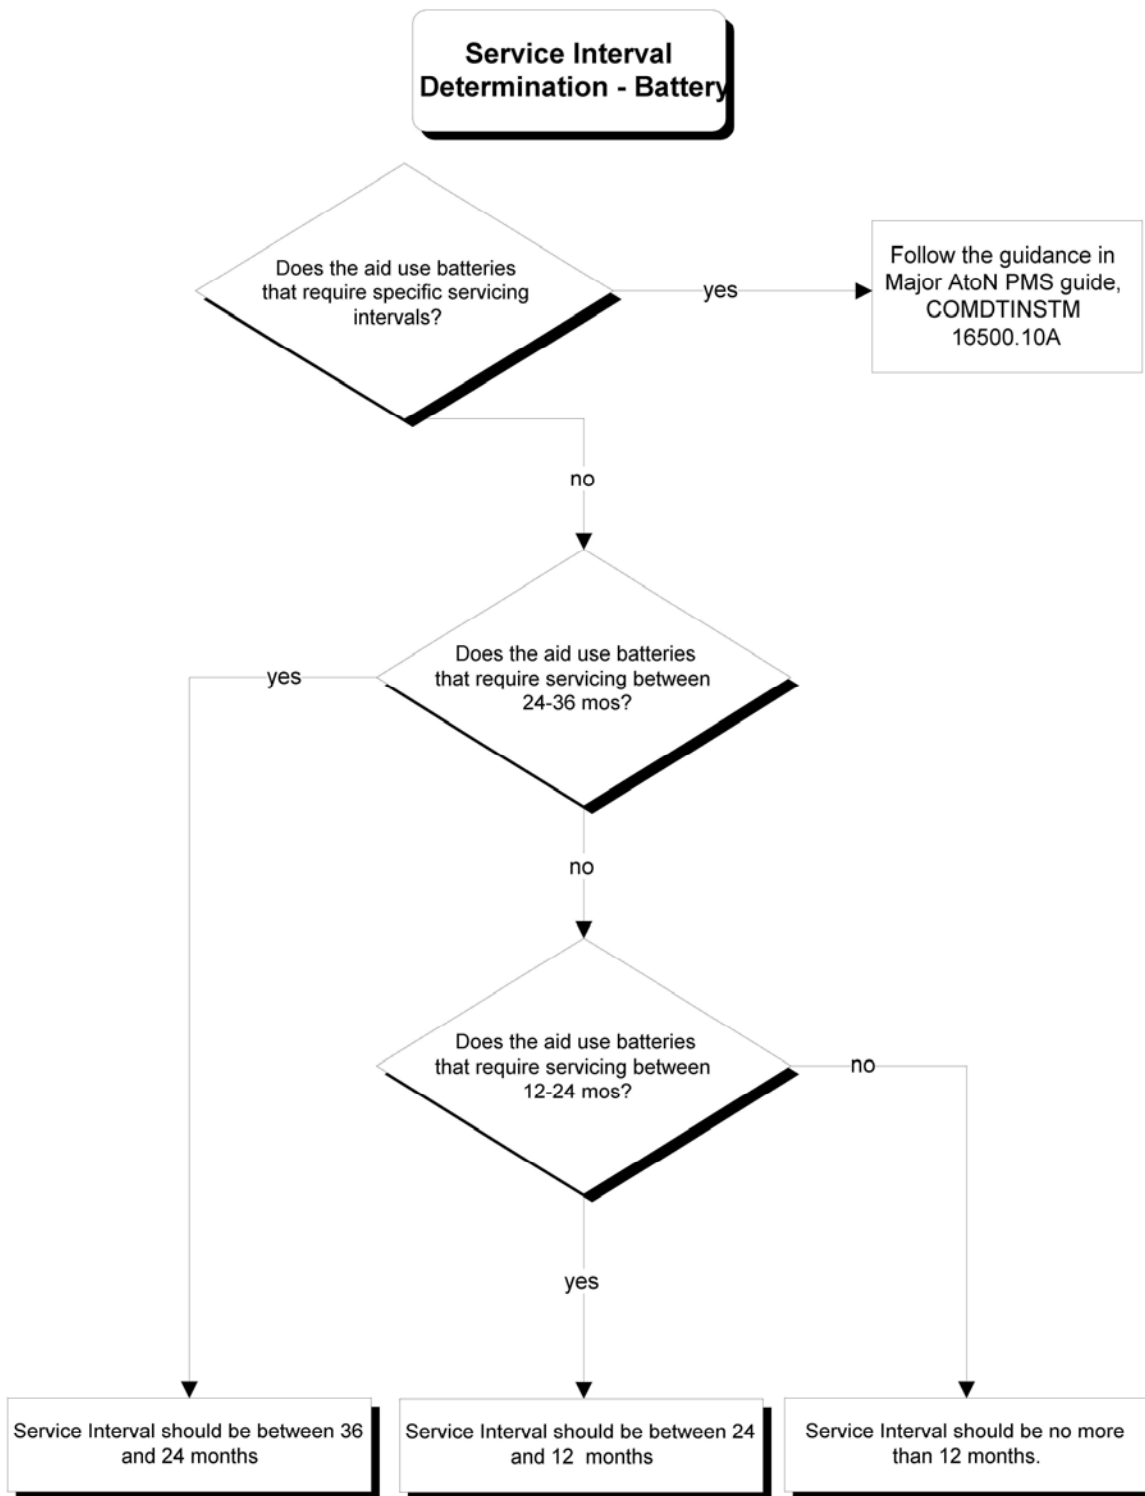 Service Interval
Determination - Battery
Does the aid use batteries
that require specific servicing
intervals?
yes
Follow the guidance in
Major AtoN PMS guide,
COMDTINSTM
16500.10A
no
Does the aid use batteries
that require servicing between
24-36 mos?
yes
no
Does the aid use batteries
that require servicing between
12-24 mos?
no
yes
Service Interval should be between 36
and 24 months
Service Interval should be between 24
and 12 months
Service Interval should be no more
than 12 months.